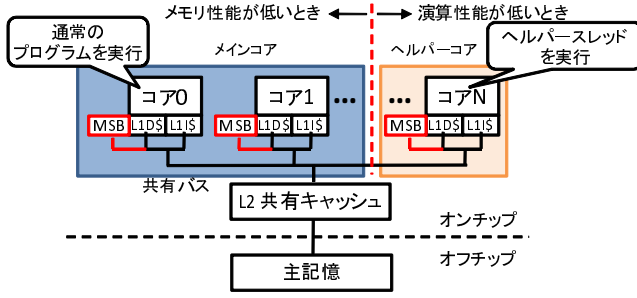 メモリ性能が低いとき
演算性能が低いとき
通常の
プログラムを実行
メインコア
ヘルパーコア
ヘルパースレッド
を実行
コア0
コア1
コアN
MSB L1D$ L1I$
MSB L1D$ L1I$
MSB L1D$ L1I$
共有バス
L2 共有キャッシュ
オンチップ
オフチップ
主記憶